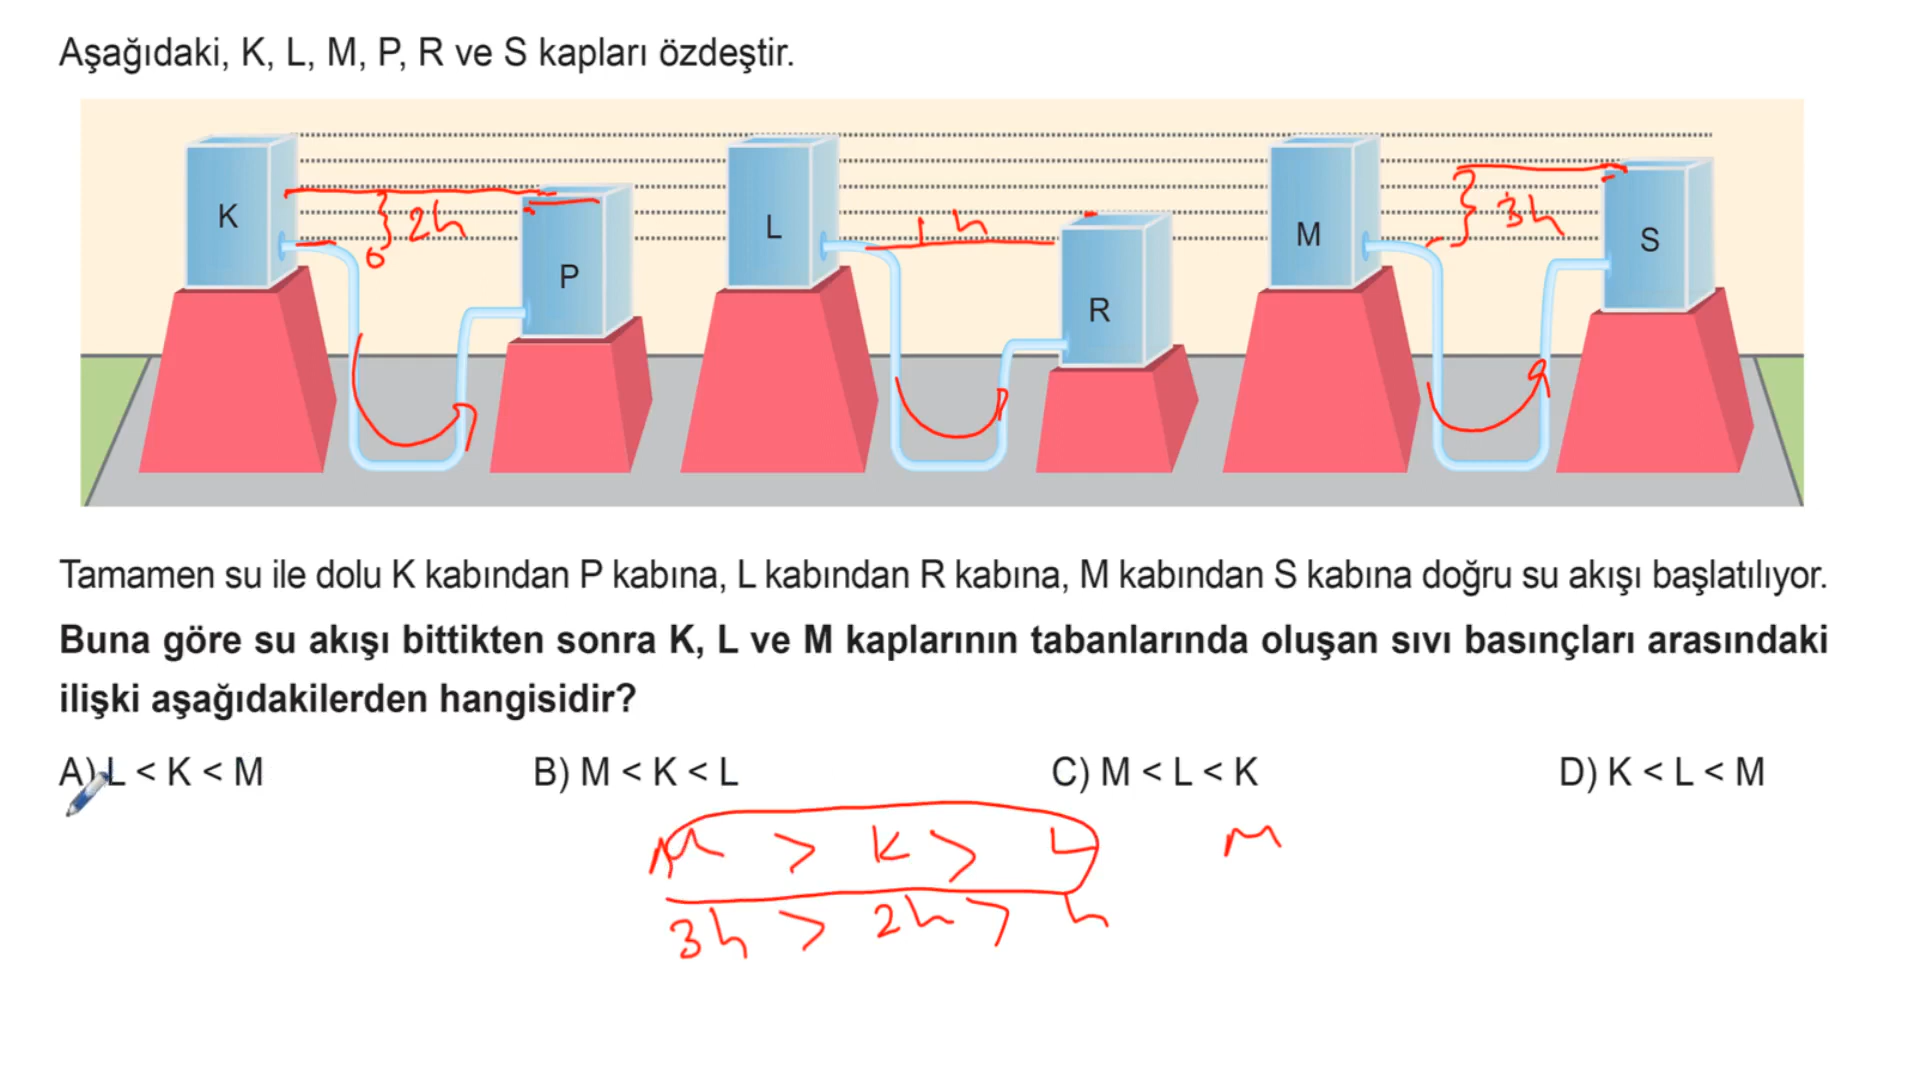 Aşağıdaki, K, L, M, P, R ve S kapları özdeştir.
K
L
M
P
R
S
2h
1h
3h
Tamamen su ile dolu K kabından P kabına, L kabından R kabına, M kabından S kabına doğru su akışı başlatılıyor.
Buna göre su akışı bittikten sonra K, L ve M kaplarının tabanlarında oluşan sıvı basınçları arasındaki
ilişki aşağıdakilerden hangisidir?
A) L < K < M
B) M < K < L
C) M < L < K
D) K < L < M
M > K > L
M
3h > 2h > h